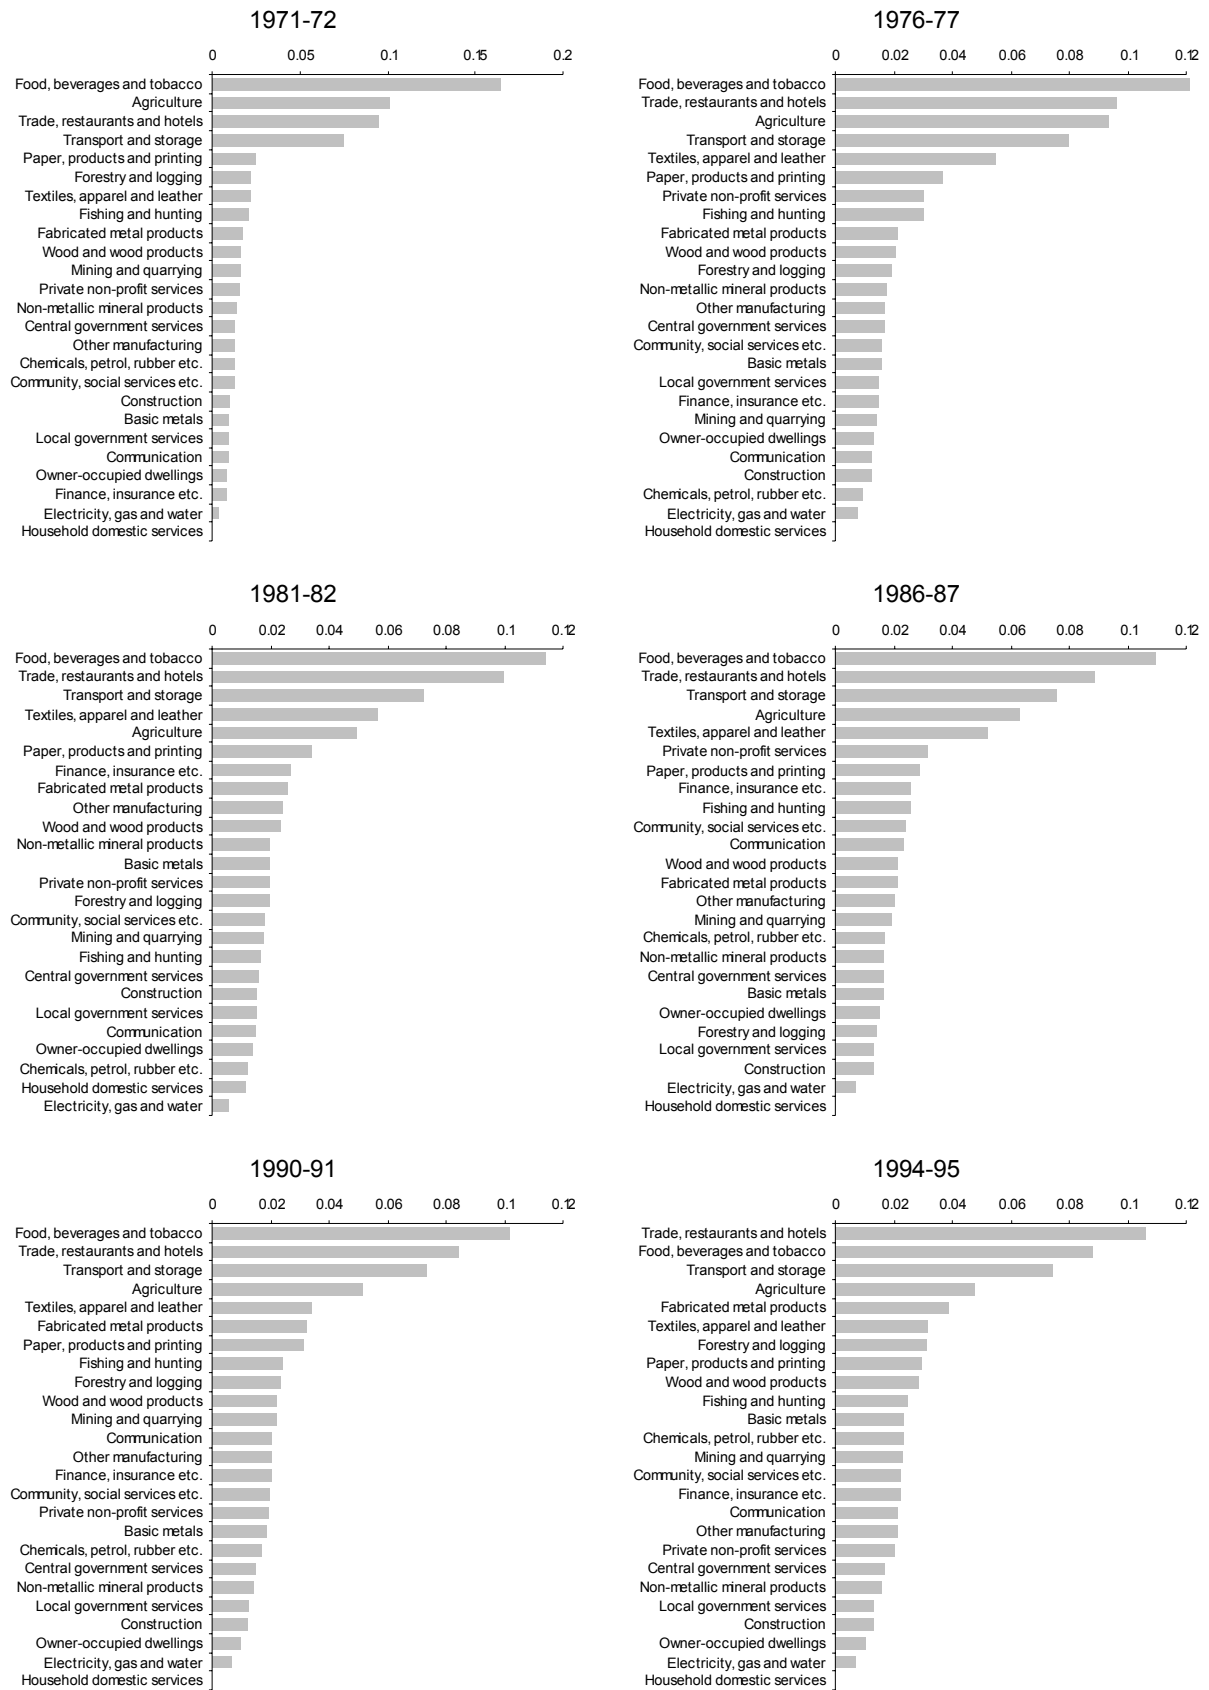 1971-72
0 0.05 0.1 0.15 0.2
Food, beverages and tobacco
Agriculture
Trade, restaurants and hotels
Transport and storage
Paper, products and printing
Forestry and logging
Textiles, apparel and leather
Fishing and hunting
Fabricated metal products
Wood and wood products
Mining and quarrying
Private non-profit services
Non-metallic mineral products
Central government services
Other manufacturing
Chemicals, petrol, rubber etc.
Community, social services etc.
Construction
Basic metals
Local government services
Communication
Owner-occupied dwellings
Finance, insurance etc.
Electricity, gas and water
Household domestic services
1976-77
0 0.02 0.04 0.06 0.08 0.1 0.12
Food, beverages and tobacco
Trade, restaurants and hotels
Agriculture
Transport and storage
Textiles, apparel and leather
Paper, products and printing
Private non-profit services
Fishing and hunting
Fabricated metal products
Wood and wood products
Forestry and logging
Non-metallic mineral products
Other manufacturing
Central government services
Community, social services etc.
Basic metals
Local government services
Finance, insurance etc.
Mining and quarrying
Owner-occupied dwellings
Communication
Construction
Chemicals, petrol, rubber etc.
Electricity, gas and water
Household domestic services
1981-82
0 0.02 0.04 0.06 0.08 0.1 0.12
Food, beverages and tobacco
Trade, restaurants and hotels
Transport and storage
Textiles, apparel and leather
Agriculture
Paper, products and printing
Finance, insurance etc.
Fabricated metal products
Other manufacturing
Wood and wood products
Non-metallic mineral products
Basic metals
Private non-profit services
Forestry and logging
Community, social services etc.
Mining and quarrying
Fishing and hunting
Central government services
Construction
Local government services
Communication
Owner-occupied dwellings
Chemicals, petrol, rubber etc.
Household domestic services
Electricity, gas and water
1986-87
0 0.02 0.04 0.06 0.08 0.1 0.12
Food, beverages and tobacco
Trade, restaurants and hotels
Transport and storage
Agriculture
Textiles, apparel and leather
Private non-profit services
Paper, products and printing
Finance, insurance etc.
Fishing and hunting
Community, social services etc.
Communication
Wood and wood products
Fabricated metal products
Other manufacturing
Mining and quarrying
Chemicals, petrol, rubber etc.
Non-metallic mineral products
Central government services
Basic metals
Owner-occupied dwellings
Forestry and logging
Local government services
Construction
Electricity, gas and water
Household domestic services
1990-91
0 0.02 0.04 0.06 0.08 0.1 0.12
Food, beverages and tobacco
Trade, restaurants and hotels
Transport and storage
Agriculture
Textiles, apparel and leather
Fabricated metal products
Paper, products and printing
Fishing and hunting
Forestry and logging
Wood and wood products
Mining and quarrying
Communication
Other manufacturing
Finance, insurance etc.
Community, social services etc.
Private non-profit services
Basic metals
Chemicals, petrol, rubber etc.
Central government services
Non-metallic mineral products
Local government services
Construction
Owner-occupied dwellings
Electricity, gas and water
Household domestic services
1994-95
0 0.02 0.04 0.06 0.08 0.1 0.12
Trade, restaurants and hotels
Food, beverages and tobacco
Transport and storage
Agriculture
Fabricated metal products
Textiles, apparel and leather
Forestry and logging
Paper, products and printing
Wood and wood products
Fishing and hunting
Basic metals
Chemicals, petrol, rubber etc.
Mining and quarrying
Community, social services etc.
Finance, insurance etc.
Communication
Other manufacturing
Private non-profit services
Central government services
Non-metallic mineral products
Local government services
Construction
Owner-occupied dwellings
Electricity, gas and water
Household domestic services